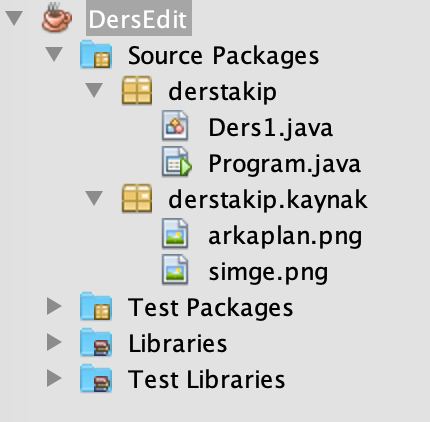 DersEdit
Source Packages
derstakip
Ders1.java
Program.java
derstakip.kaynak
arkaplan.png
simge.png
Test Packages
Libraries
Test Libraries